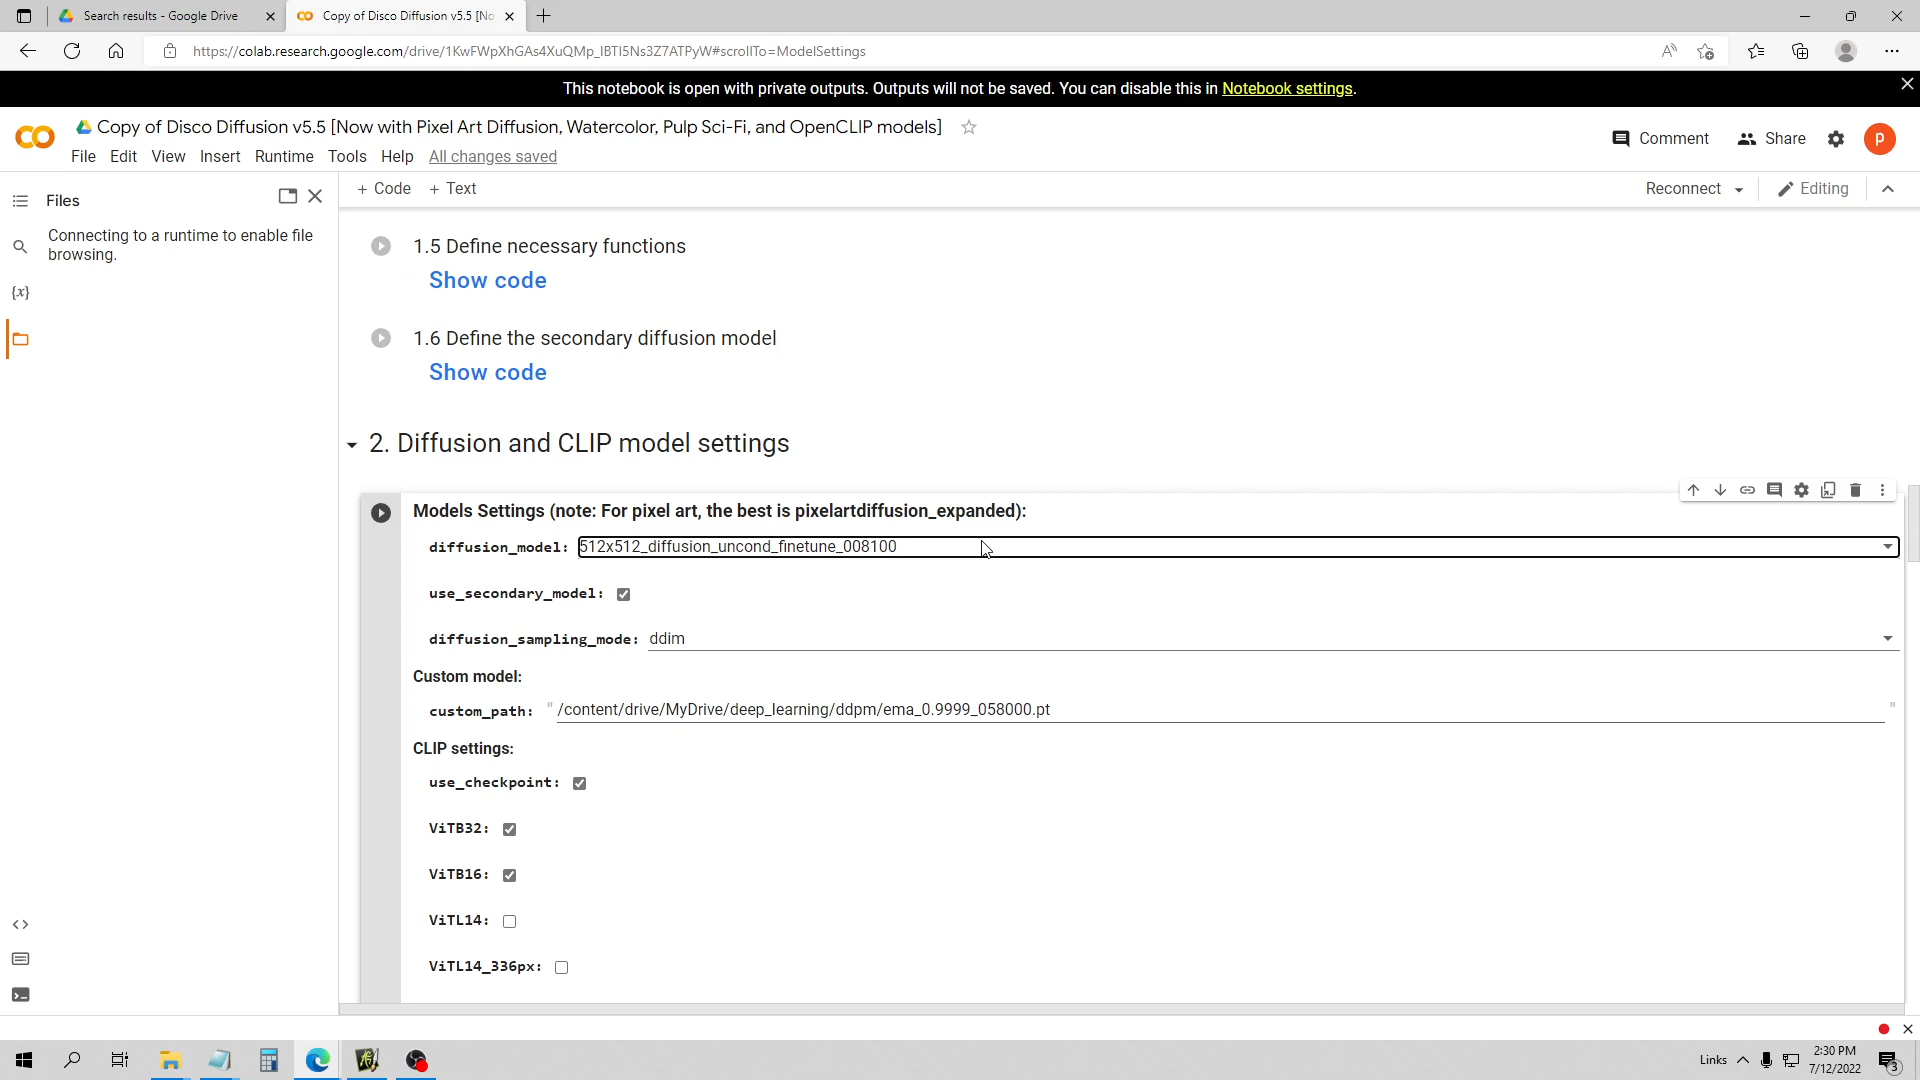 Search results - Google Drive
Copy of Disco Diffusion v5.5 [No
https://colab.research.google.com/drive/1KwFWpXhGAs4XuQMp_IBTI5Ns3Z7ATPyW#scrollTo=ModelSettings
This notebook is open with private outputs. Outputs will not be saved. You can disable this in Notebook settings.
Copy of Disco Diffusion v5.5 [Now with Pixel Art Diffusion, Watercolor, Pulp Sci-Fi, and OpenCLIP models]
File Edit View Insert Runtime Tools Help All changes saved
Comment Share P
Files
+ Code + Text
Reconnect Editing
Connecting to a runtime to enable file
browsing.
{x}
1.5 Define necessary functions
Show code
1.6 Define the secondary diffusion model
Show code
2. Diffusion and CLIP model settings
Models Settings (note: For pixel art, the best is pixelartdiffusion_expanded):
diffusion_model: 512x512_diffusion_uncond_finetune_008100
use_secondary_model:
diffusion_sampling_mode: ddim
Custom model:
custom_path: "/content/drive/MyDrive/deep_learning/ddpm/ema_0.9999_058000.pt"
CLIP settings:
use_checkpoint:
ViTB32:
ViTB16:
ViTL14:
ViTL14_336px:
Links
2:30 PM
7/12/2022
3